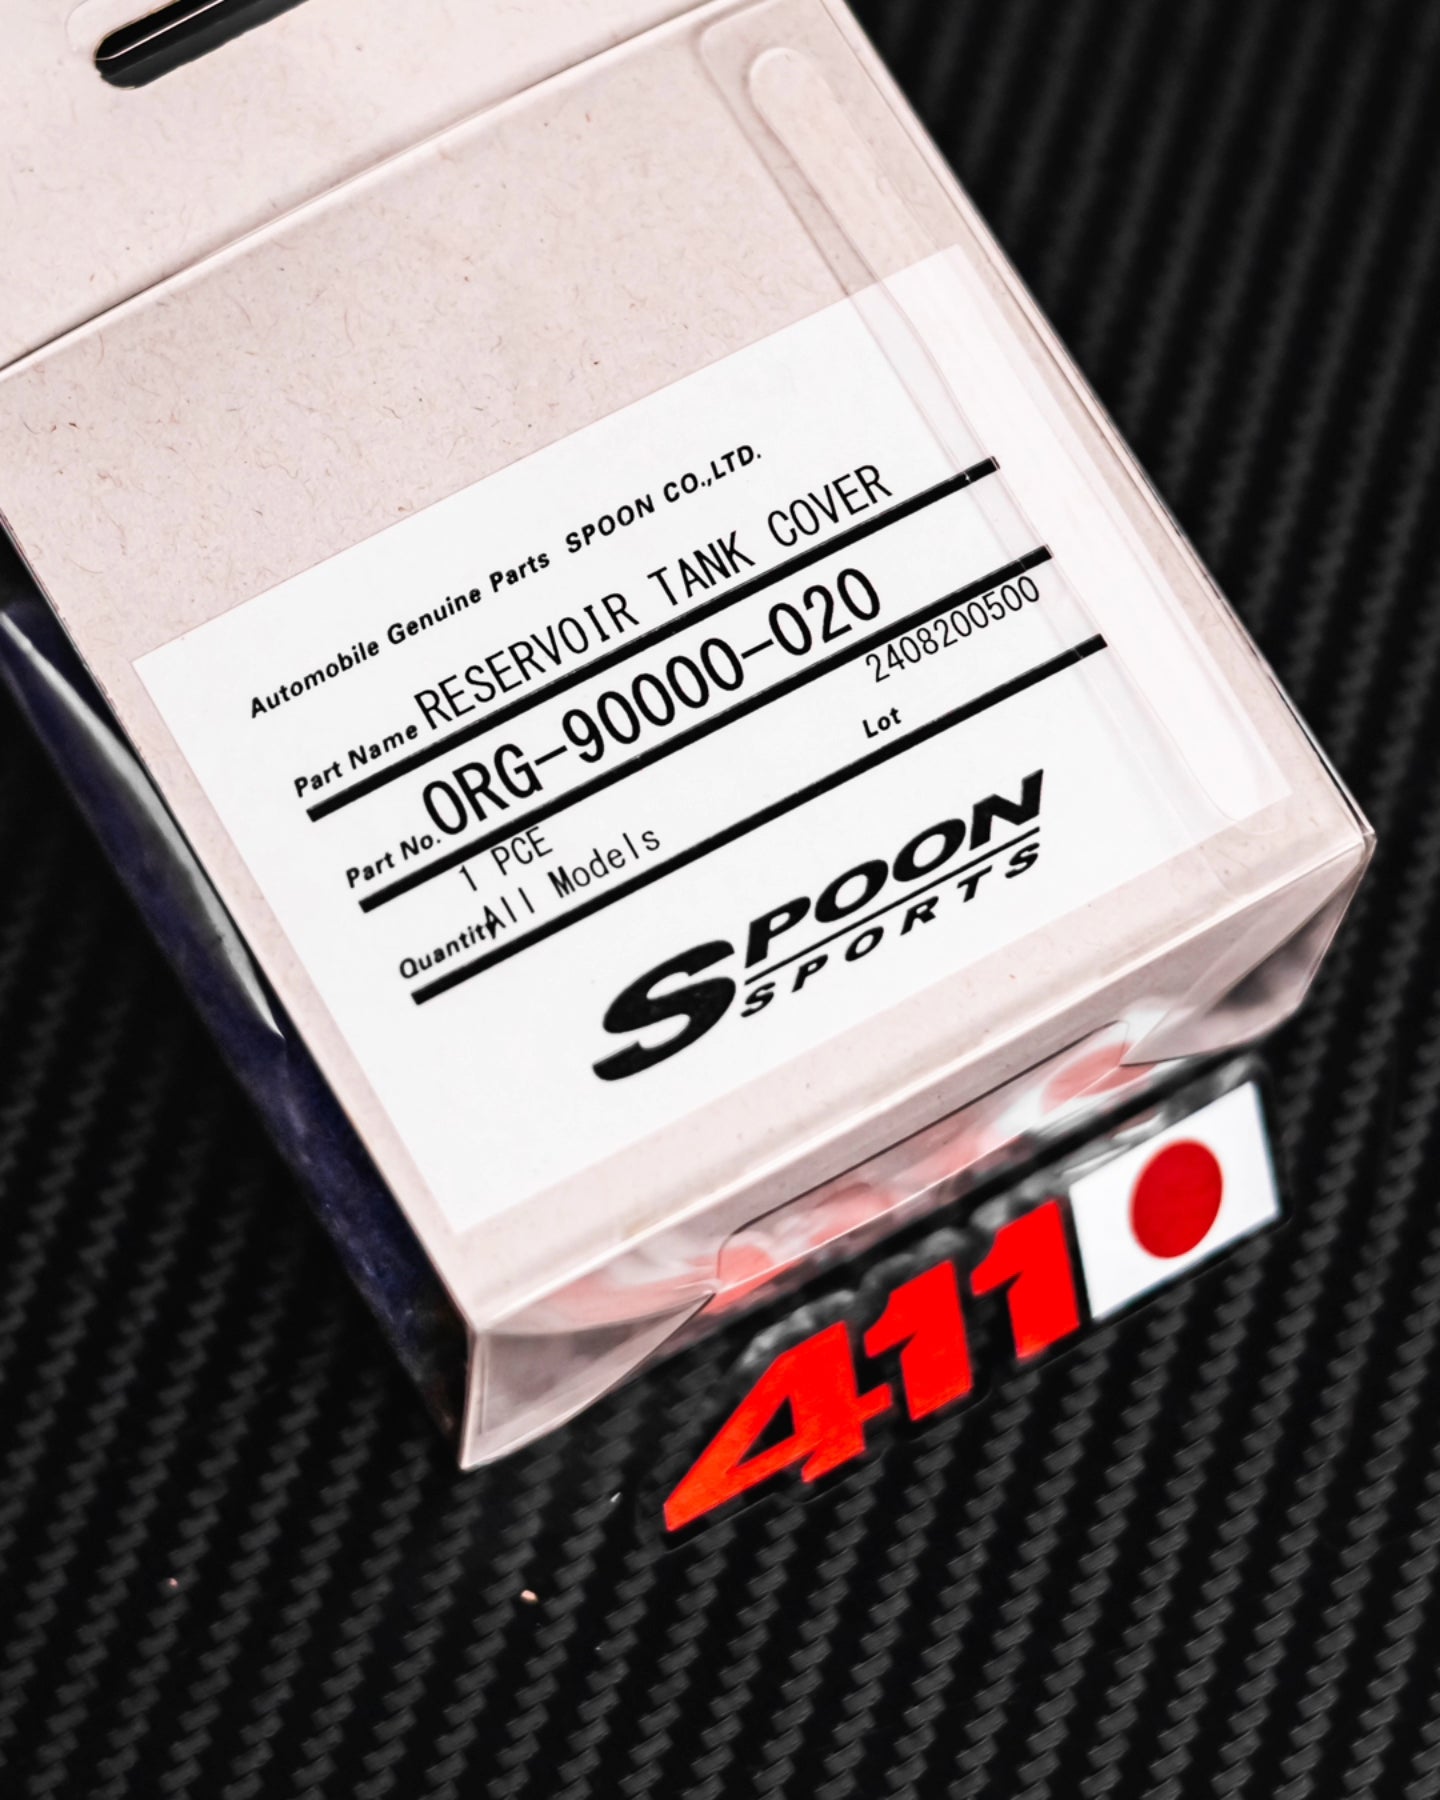 Automobile Genuine Parts SPOON CO.,LTD.
Part Name RESERVOIR TANK COVER
Part No. ORG-90000-020
1 PCE
2408200500
Quantity All Models
Lot
SPOON
SPORTS
411